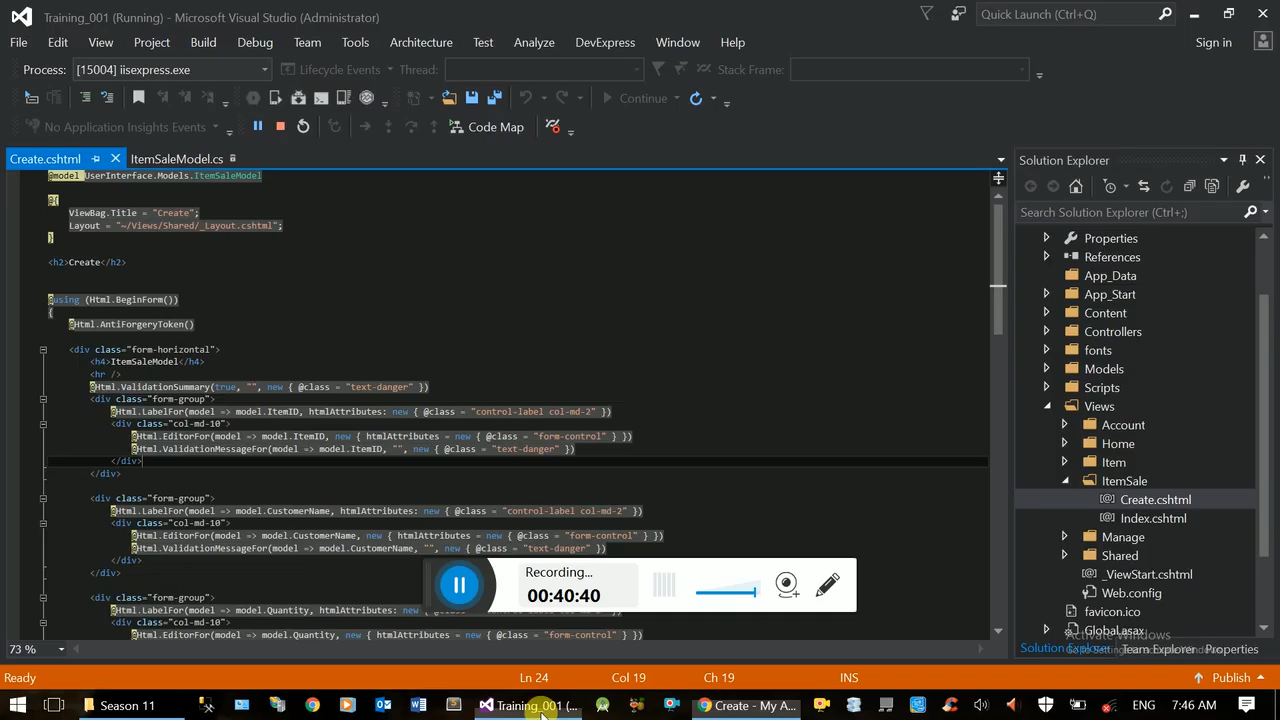 Training_001 (Running) - Microsoft Visual Studio (Administrator)
Quick Launch (Ctrl+Q)
File Edit View Project Build Debug Team Tools Architecture Test Analyze DevExpress Window Help
Sign in
Process: [15004] iisexpress.exe Lifecycle Events Thread: Stack Frame:
Continue
No Application Insights Events Code Map
Create.cshtml ItemSaleModel.cs
@model UserInterface.Models.ItemSaleModel
@{
ViewBag.Title = "Create";
Layout = "~/Views/Shared/_Layout.cshtml";
}
<h2>Create</h2>
@using (Html.BeginForm())
{
@Html.AntiForgeryToken()
<div class="form-horizontal">
<h4>ItemSaleModel</h4>
<hr />
@Html.ValidationSummary(true, "", new { @class = "text-danger" })
<div class="form-group">
@Html.LabelFor(model => model.ItemID, htmlAttributes: new { @class = "control-label col-md-2" })
<div class="col-md-10">
@Html.EditorFor(model => model.ItemID, new { htmlAttributes = new { @class = "form-control" } })
@Html.ValidationMessageFor(model => model.ItemID, "", new { @class = "text-danger" })
</div>
</div>
<div class="form-group">
@Html.LabelFor(model => model.CustomerName, htmlAttributes: new { @class = "control-label col-md-2" })
<div class="col-md-10">
@Html.EditorFor(model => model.CustomerName, new { htmlAttributes = new { @class = "form-control" } })
@Html.ValidationMessageFor(model => model.CustomerName, "", new { @class = "text-danger" })
</div>
</div>
<div class="form-group">
@Html.LabelFor(model => model.Quantity, htmlAttributes: new
<div class="col-md-10">
@Html.EditorFor(model => model.Quantity, new { htmlAttributes = new { @class = "form-control" } })
Recording...
00:40:40
73 %
Solution Explorer
Search Solution Explorer (Ctrl+;)
Properties
References
App_Data
App_Start
Content
Controllers
fonts
Models
Scripts
Views
Account
Home
Item
ItemSale
Create.cshtml
Index.cshtml
Manage
Shared
_ViewStart.cshtml
Web.config
favicon.ico
Global.asax
Activate Windows
Solution Explorer Team Explorer Properties
Ready Ln 24 Col 19 Ch 19 INS Publish
Season 11 Training_001 (... Create - My A... ENG 7:46 AM